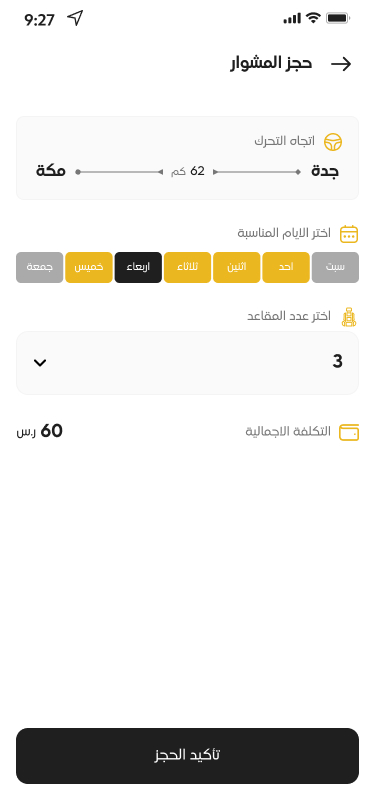 9:27
حجز المشوار
اتجاه التحرك
جدة 62 كم مكة
اختر الايام المناسبة
سبت احد اثنين ثلاثاء اربعاء خميس جمعة
اختر عدد المقاعد
3
التكلفة الاجمالية 60 ر.س
تأكيد الحجز